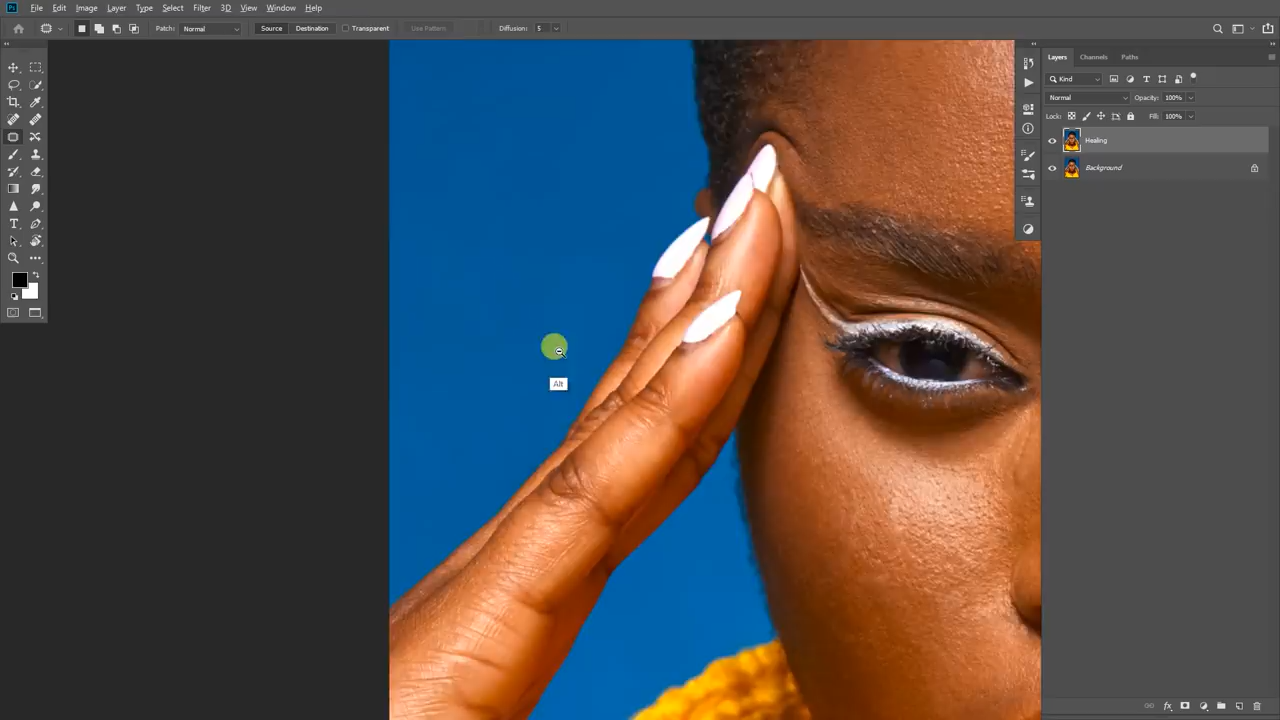 Ps File Edit Image Layer Type Select Filter 3D View Window Help
Patch: Normal Source Destination Transparent Use Pattern Diffusion: 5
Layers Channels Paths
Kind
Normal Opacity: 100%
Lock: Fill: 100%
Healing
Background
Alt